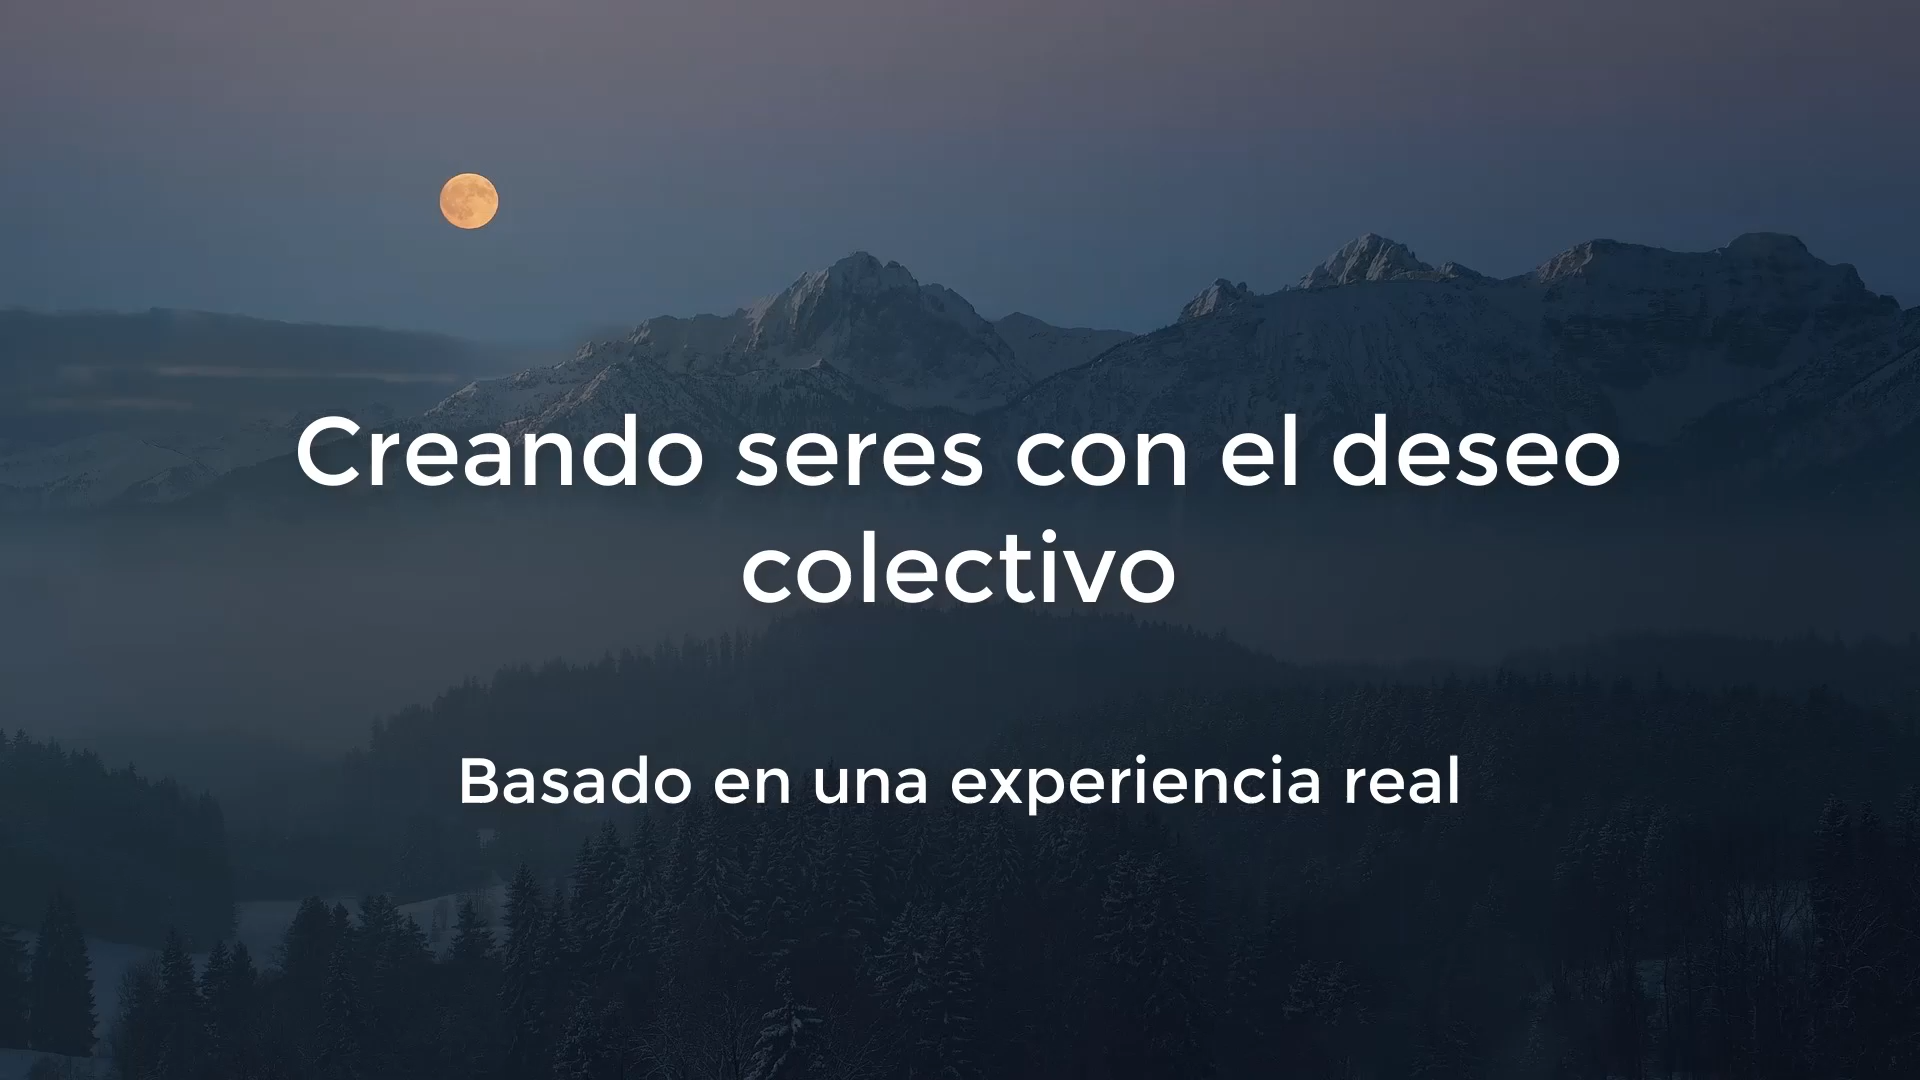 Creando seres con el deseo
colectivo
Basado en una experiencia real